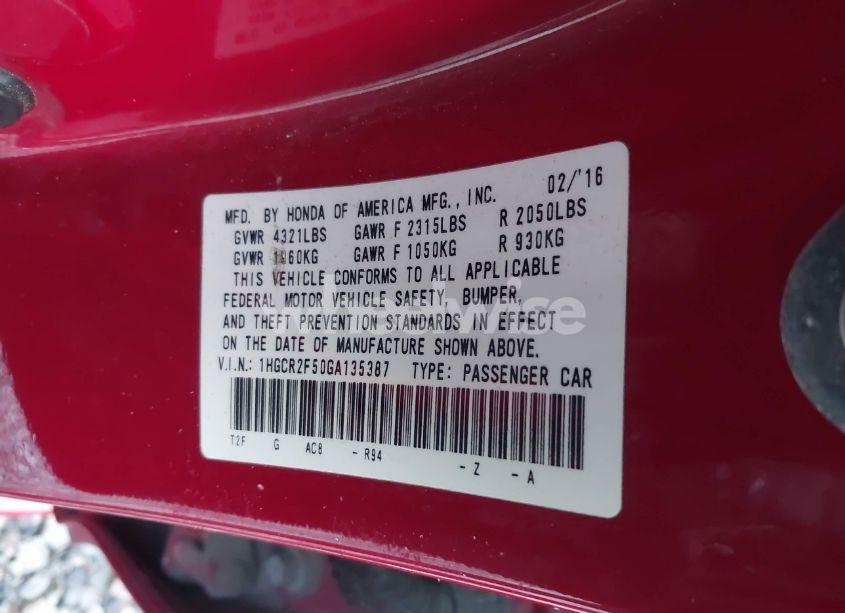 MFD. BY HONDA OF AMERICA MFG., INC. 02/'16
GVWR 4321LBS GAWR F 2315LBS R 2050LBS
GVWR 1960KG GAWR F 1050KG R 930KG
THIS VEHICLE CONFORMS TO ALL APPLICABLE
FEDERAL MOTOR VEHICLE SAFETY, BUMPER,
AND THEFT PREVENTION STANDARDS IN EFFECT
ON THE DATE OF MANUFACTURE SHOWN ABOVE.
V.I.N.: 1HGCR2F50GA135387 TYPE: PASSENGER CAR
T2F G AC8 - R94 - Z - A